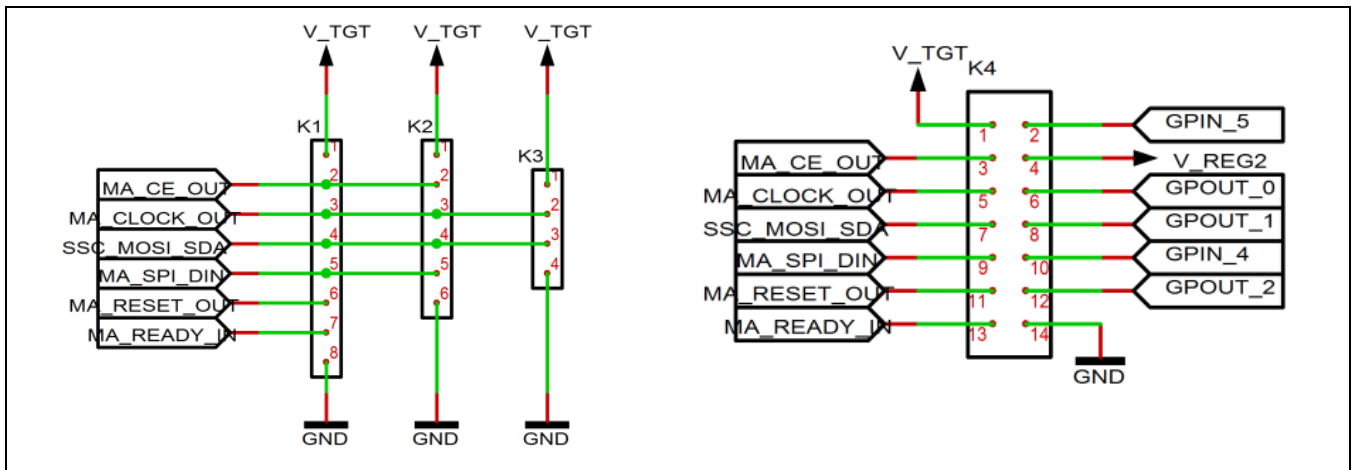 V_TGT
V_TGT
V_TGT
K1
K2
K3
MA_CE_OUT
MA_CLOCK_OUT
SSC_MOSI_SDA
MA_SPI_DIN
MA_RESET_OUT
MA_READY_IN
1
2
3
4
5
6
7
8
1
2
3
4
5
6
1
2
3
4
GND
GND
GND
V_TGT
K4
MA_CE_OUT
MA_CLOCK_OUT
SSC_MOSI_SDA
MA_SPI_DIN
MA_RESET_OUT
MA_READY_IN
1 2
3 4
5 6
7 8
9 10
11 12
13 14
GPIN_5
V_REG2
GPOUT_0
GPOUT_1
GPIN_4
GPOUT_2
GND